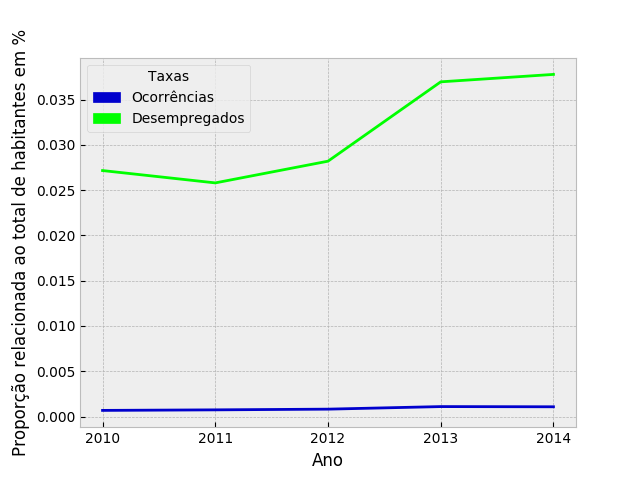 Proporção relacionada ao total de habitantes em %
Taxas
Ocorrências
Desempregados
0.035
0.030
0.025
0.020
0.015
0.010
0.005
0.000
2010 2011 2012 2013 2014
Ano